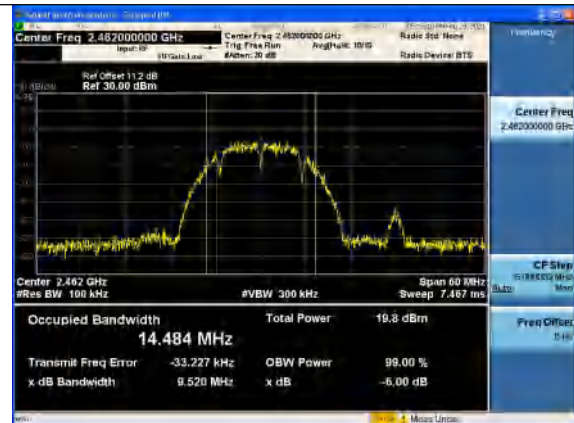 Center Freq 2.462000000 GHz
Input: RF
IFGain:Low
Center Freq: 2.462000000 GHz
Trig: Free Run
Avg|Hold: 10/10
#Atten: 30 dB
Radio Std: None
Radio Device: BTS
Frequency
Ref Offset 11.2 dB
Ref 30.00 dBm
Center Freq
2.462000000 GHz
Center 2.462 GHz
Span 60 MHz
#Res BW 100 kHz
#VBW 300 kHz
Sweep 7.467 ms
CF Step
Auto
Man
Occupied Bandwidth
Total Power
19.8 dBm
14.484 MHz
Freq Offset
0 Hz
Transmit Freq Error
-33.227 kHz
OBW Power
99.00 %
x dB Bandwidth
9.520 MHz
x dB
-6.00 dB